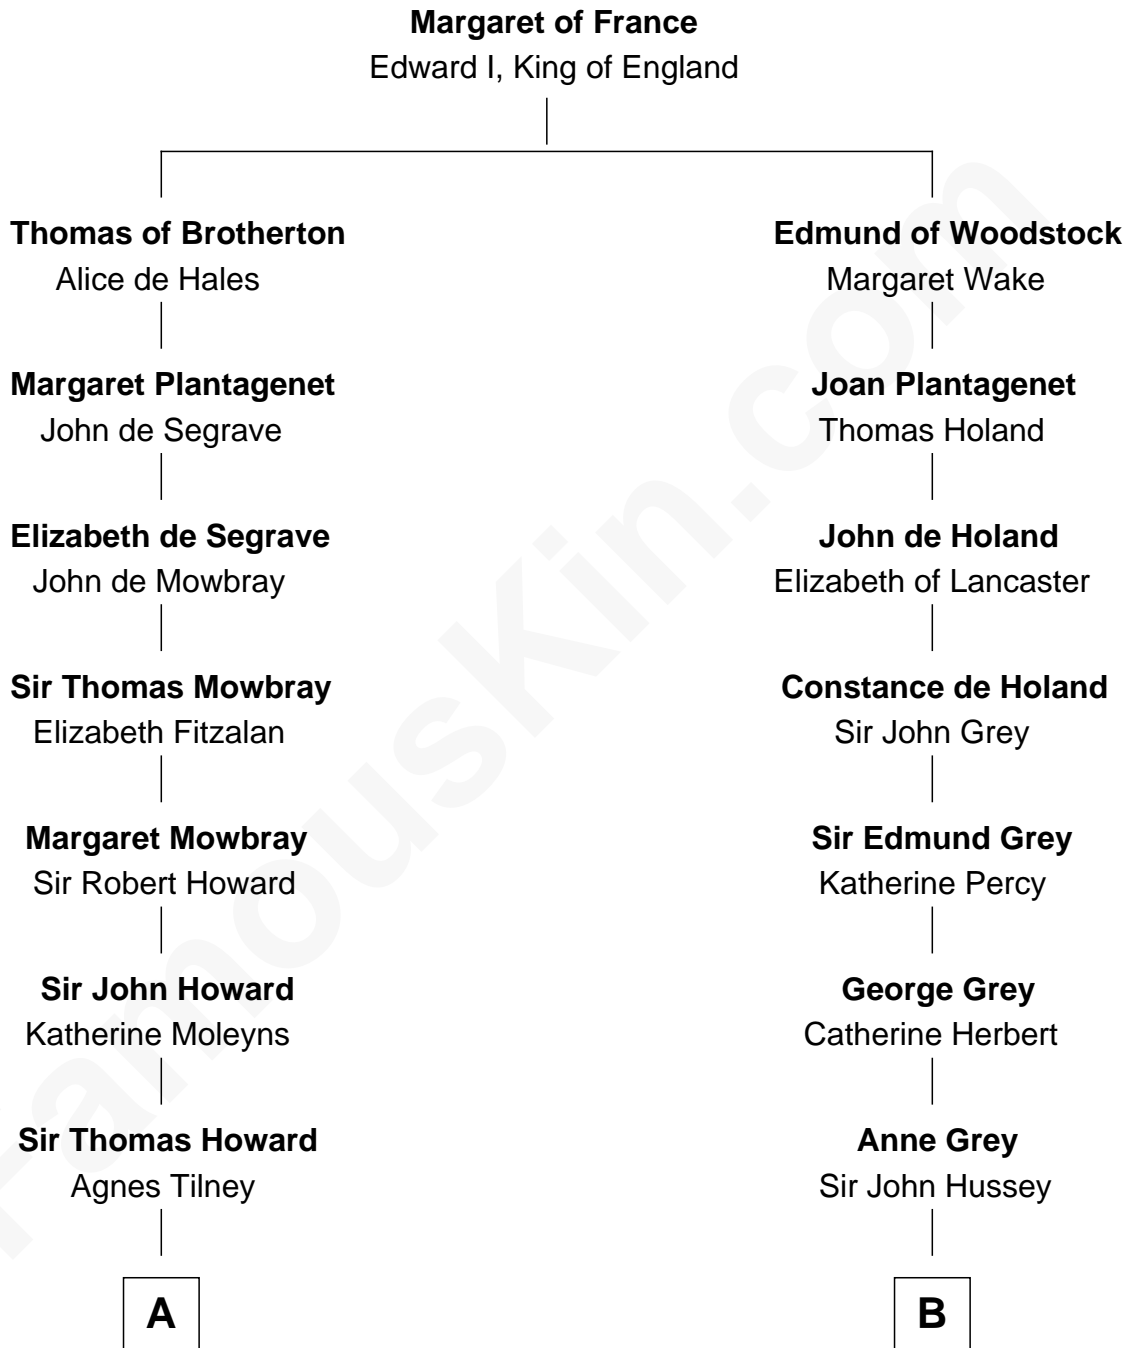 Margaret of France
Edward I, King of England
Thomas of Brotherton
Alice de Hales
Edmund of Woodstock
Margaret Wake
Margaret Plantagenet
John de Segrave
Joan Plantagenet
Thomas Holand
Elizabeth de Segrave
John de Mowbray
John de Holand
Elizabeth of Lancaster
Sir Thomas Mowbray
Elizabeth Fitzalan
Constance de Holand
Sir John Grey
Margaret Mowbray
Sir Robert Howard
Sir Edmund Grey
Katherine Percy
Sir John Howard
Katherine Moleyns
George Grey
Catherine Herbert
Sir Thomas Howard
Agnes Tilney
Anne Grey
Sir John Hussey
A
B
FamousKin.com